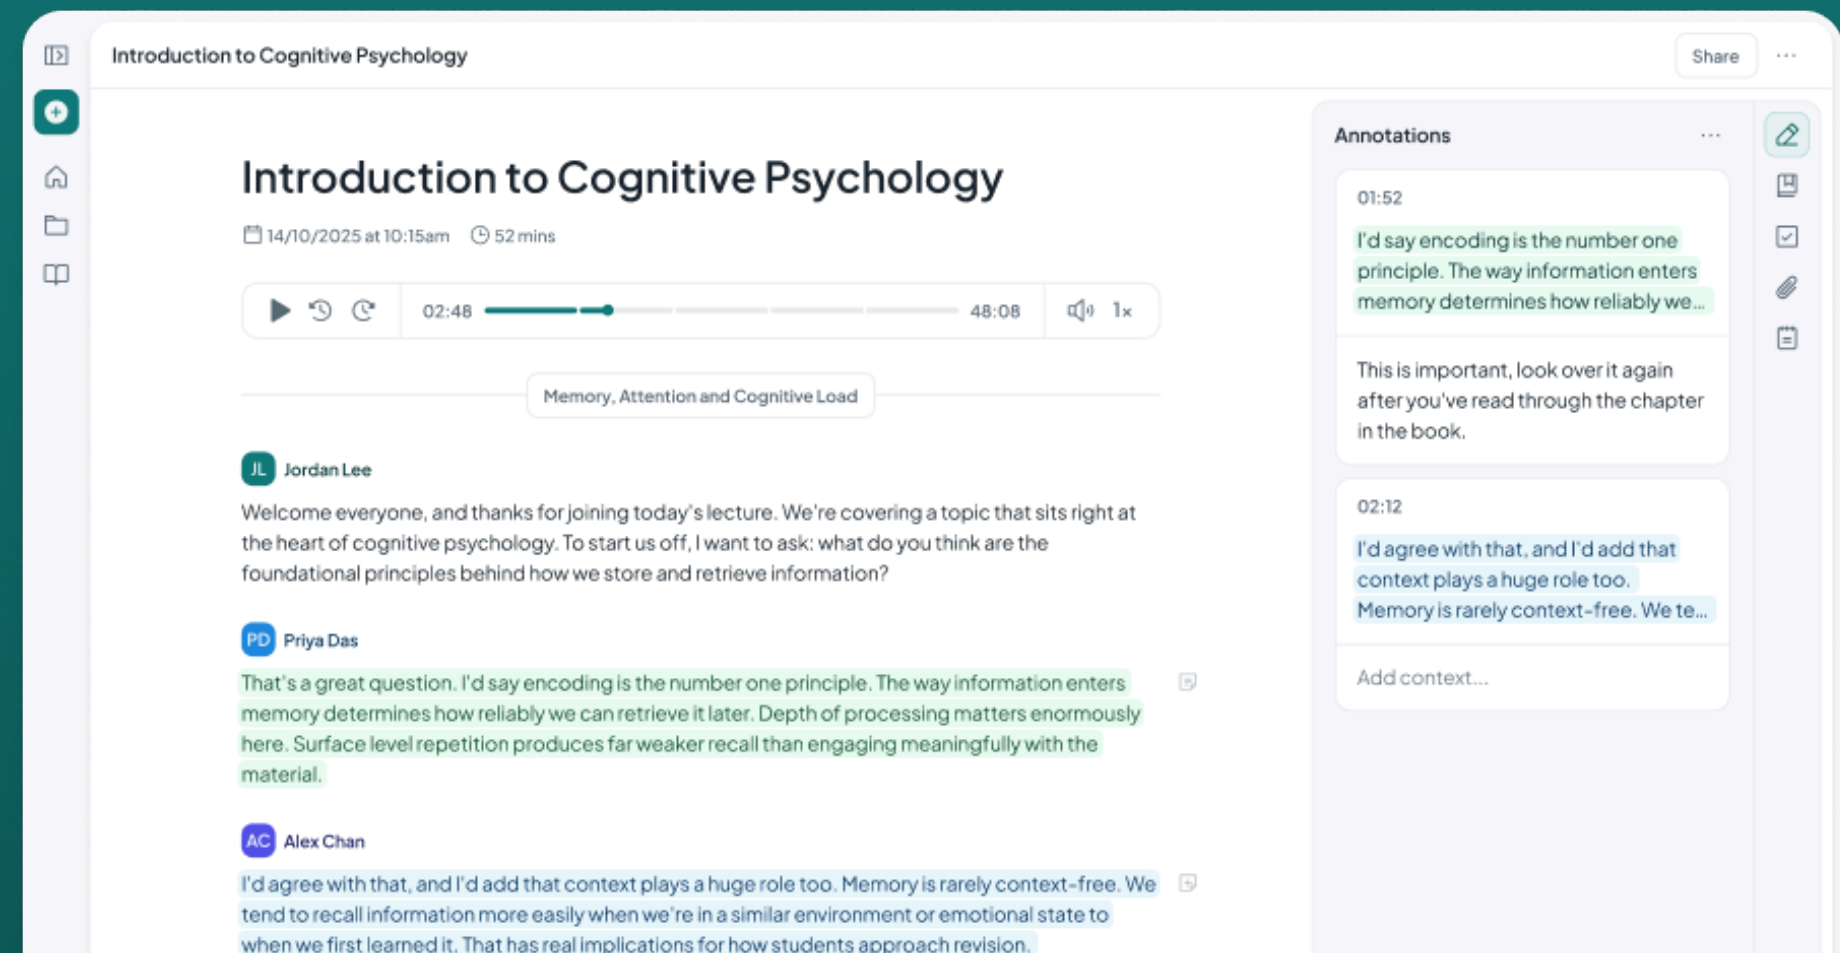 Introduction to Cognitive Psychology
Share
Introduction to Cognitive Psychology
14/10/2025 at 10:15am 52 mins
02:48 48:08 1x
Memory, Attention and Cognitive Load
JL Jordan Lee
Welcome everyone, and thanks for joining today's lecture. We're covering a topic that sits right at
the heart of cognitive psychology. To start us off, I want to ask: what do you think are the
foundational principles behind how we store and retrieve information?
PD Priya Das
That's a great question. I'd say encoding is the number one principle. The way information enters
memory determines how reliably we can retrieve it later. Depth of processing matters enormously
here. Surface level repetition produces far weaker recall than engaging meaningfully with the
material.
AC Alex Chan
I'd agree with that, and I'd add that context plays a huge role too. Memory is rarely context-free. We
tend to recall information more easily when we're in a similar environment or emotional state to
when we first learned it. That has real implications for how students approach revision.
Annotations
01:52
I'd say encoding is the number one
principle. The way information enters
memory determines how reliably we...
This is important, look over it again
after you've read through the chapter
in the book.
02:12
I'd agree with that, and I'd add that
context plays a huge role too.
Memory is rarely context-free. We te...
Add context...